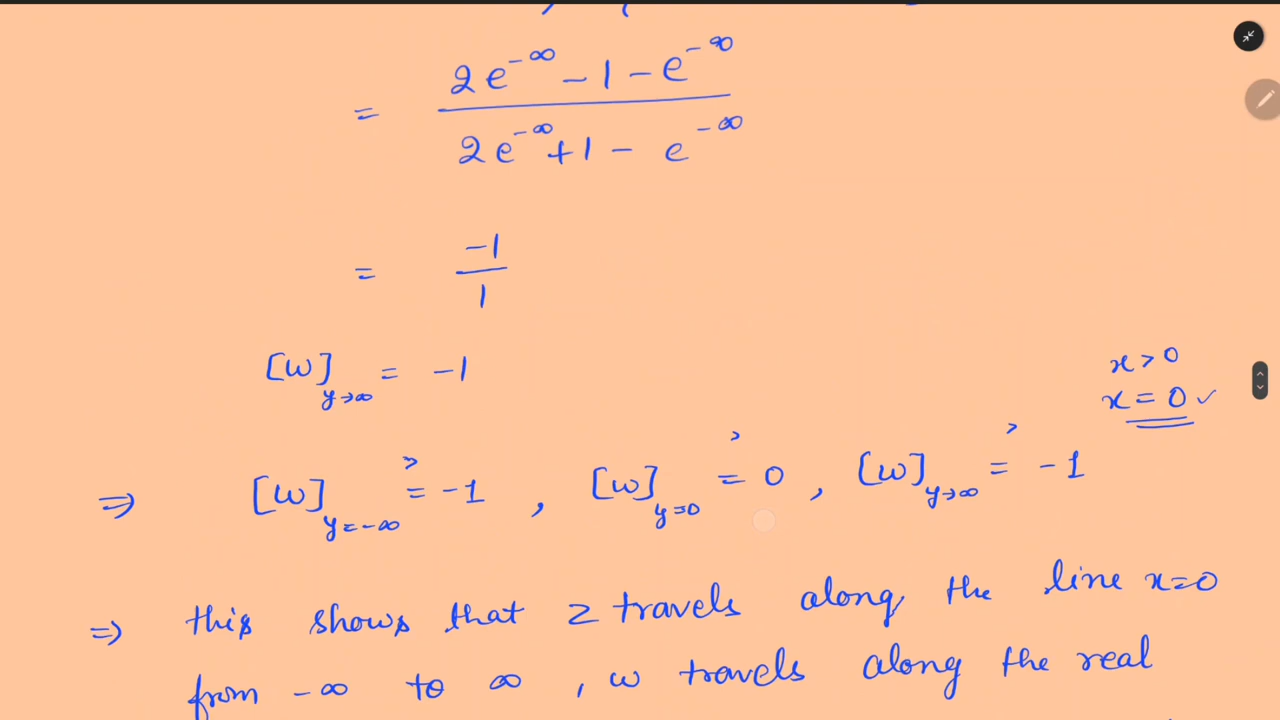 = (2e^{-∞} - 1 - e^{-∞}) / (2e^{-∞} + 1 - e^{-∞})
= -1 / 1
[w]_{y→∞} = -1
x > 0
x = 0 ✓
⇒ [w]_{y=-∞} = -1 , [w]_{y=0} = 0 , [w]_{y→∞} = -1
⇒ this shows that z travels along the line x=0
from -∞ to ∞ , w travels along the real